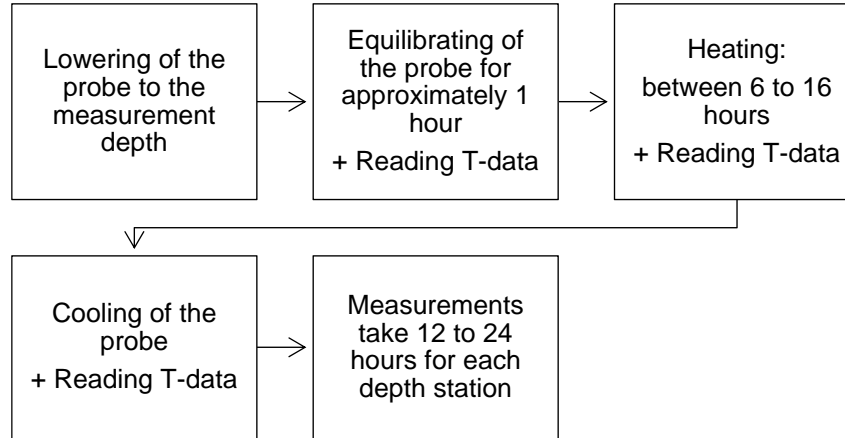 Lowering of the
probe to the
measurement
depth
Equilibrating of
the probe for
approximately 1
hour
+ Reading T-data
Heating:
between 6 to 16
hours
+ Reading T-data
Cooling of the
probe
+ Reading T-data
Measurements
take 12 to 24
hours for each
depth station